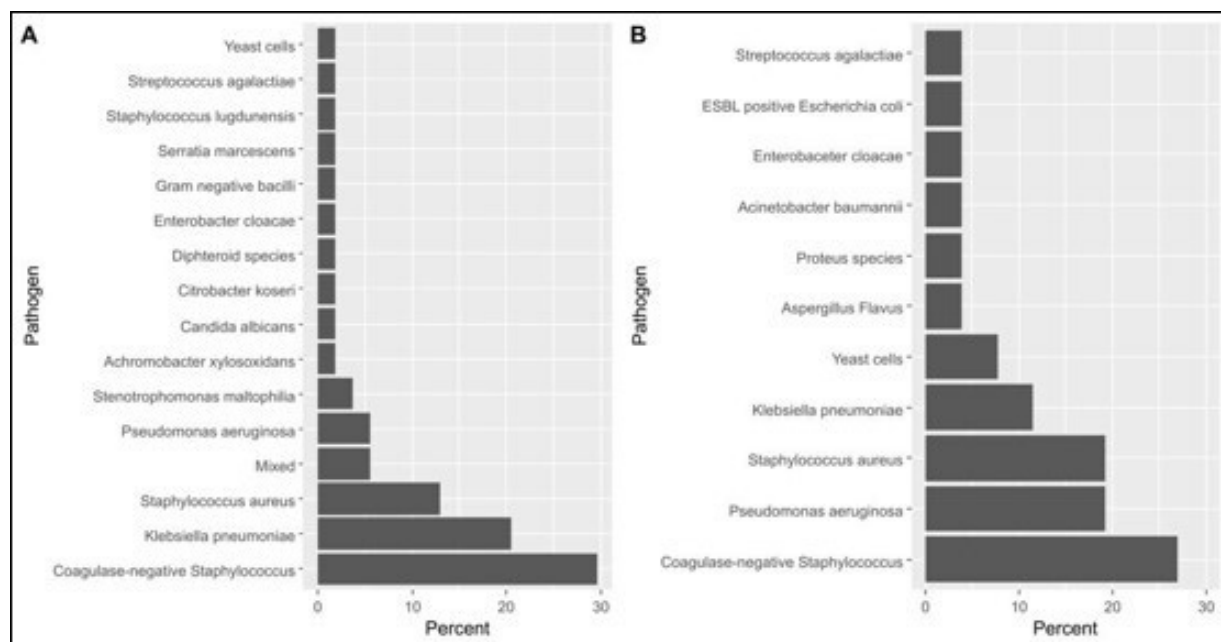 A
Pathogen
Yeast cells
Streptococcus agalactiae
Staphylococcus lugdunensis
Serratia marcescens
Gram negative bacilli
Enterobacter cloacae
Diphteroid species
Citrobacter koseri
Candida albicans
Achromobacter xylosoxidans
Stenotrophomonas maltophilia
Pseudomonas aeruginosa
Mixed
Staphylococcus aureus
Klebsiella pneumoniae
Coagulase-negative Staphylococcus
0 10 20 30
Percent
B
Pathogen
Streptococcus agalactiae
ESBL positive Escherichia coli
Enterobaceter cloacae
Acinetobacter baumannii
Proteus species
Aspergillus Flavus
Yeast cells
Klebsiella pneumoniae
Staphylococcus aureus
Pseudomonas aeruginosa
Coagulase-negative Staphylococcus
0 10 20 30
Percent